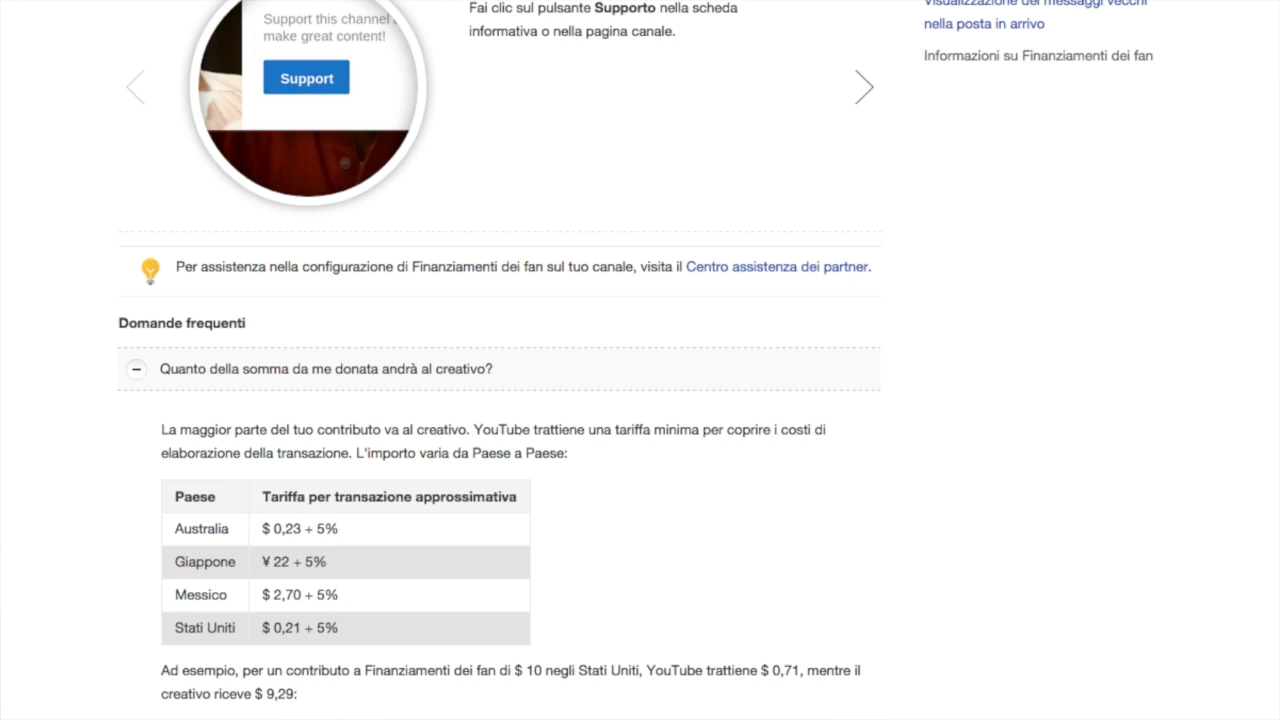 Support this channel
make great content!
Support
Fai clic sul pulsante Supporto nella scheda
informativa o nella pagina canale.
Visualizzazione dei messaggi vecchi
nella posta in arrivo
Informazioni su Finanziamenti dei fan
Per assistenza nella configurazione di Finanziamenti dei fan sul tuo canale, visita il Centro assistenza dei partner.
Domande frequenti
Quanto della somma da me donata andrà al creativo?
La maggior parte del tuo contributo va al creativo. YouTube trattiene una tariffa minima per coprire i costi di
elaborazione della transazione. L'importo varia da Paese a Paese:
Paese Tariffa per transazione approssimativa
Australia $ 0,23 + 5%
Giappone ¥ 22 + 5%
Messico $ 2,70 + 5%
Stati Uniti $ 0,21 + 5%
Ad esempio, per un contributo a Finanziamenti dei fan di $ 10 negli Stati Uniti, YouTube trattiene $ 0,71, mentre il
creativo riceve $ 9,29: